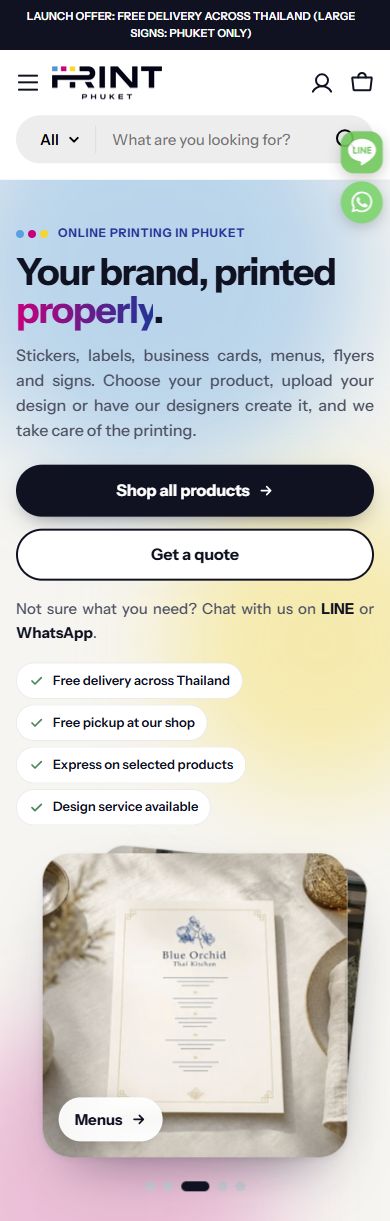 LAUNCH OFFER: FREE DELIVERY ACROSS THAILAND (LARGE
SIGNS: PHUKET ONLY)
PRINT
PHUKET
All
What are you looking for?
LINE
ONLINE PRINTING IN PHUKET
Your brand, printed
properly.
Stickers, labels, business cards, menus, flyers
and signs. Choose your product, upload your
design or have our designers create it, and we
take care of the printing.
Shop all products →
Get a quote
Not sure what you need? Chat with us on LINE or
WhatsApp.
Free delivery across Thailand
Free pickup at our shop
Express on selected products
Design service available
Blue Orchid
Thai Kitchen
Menus →